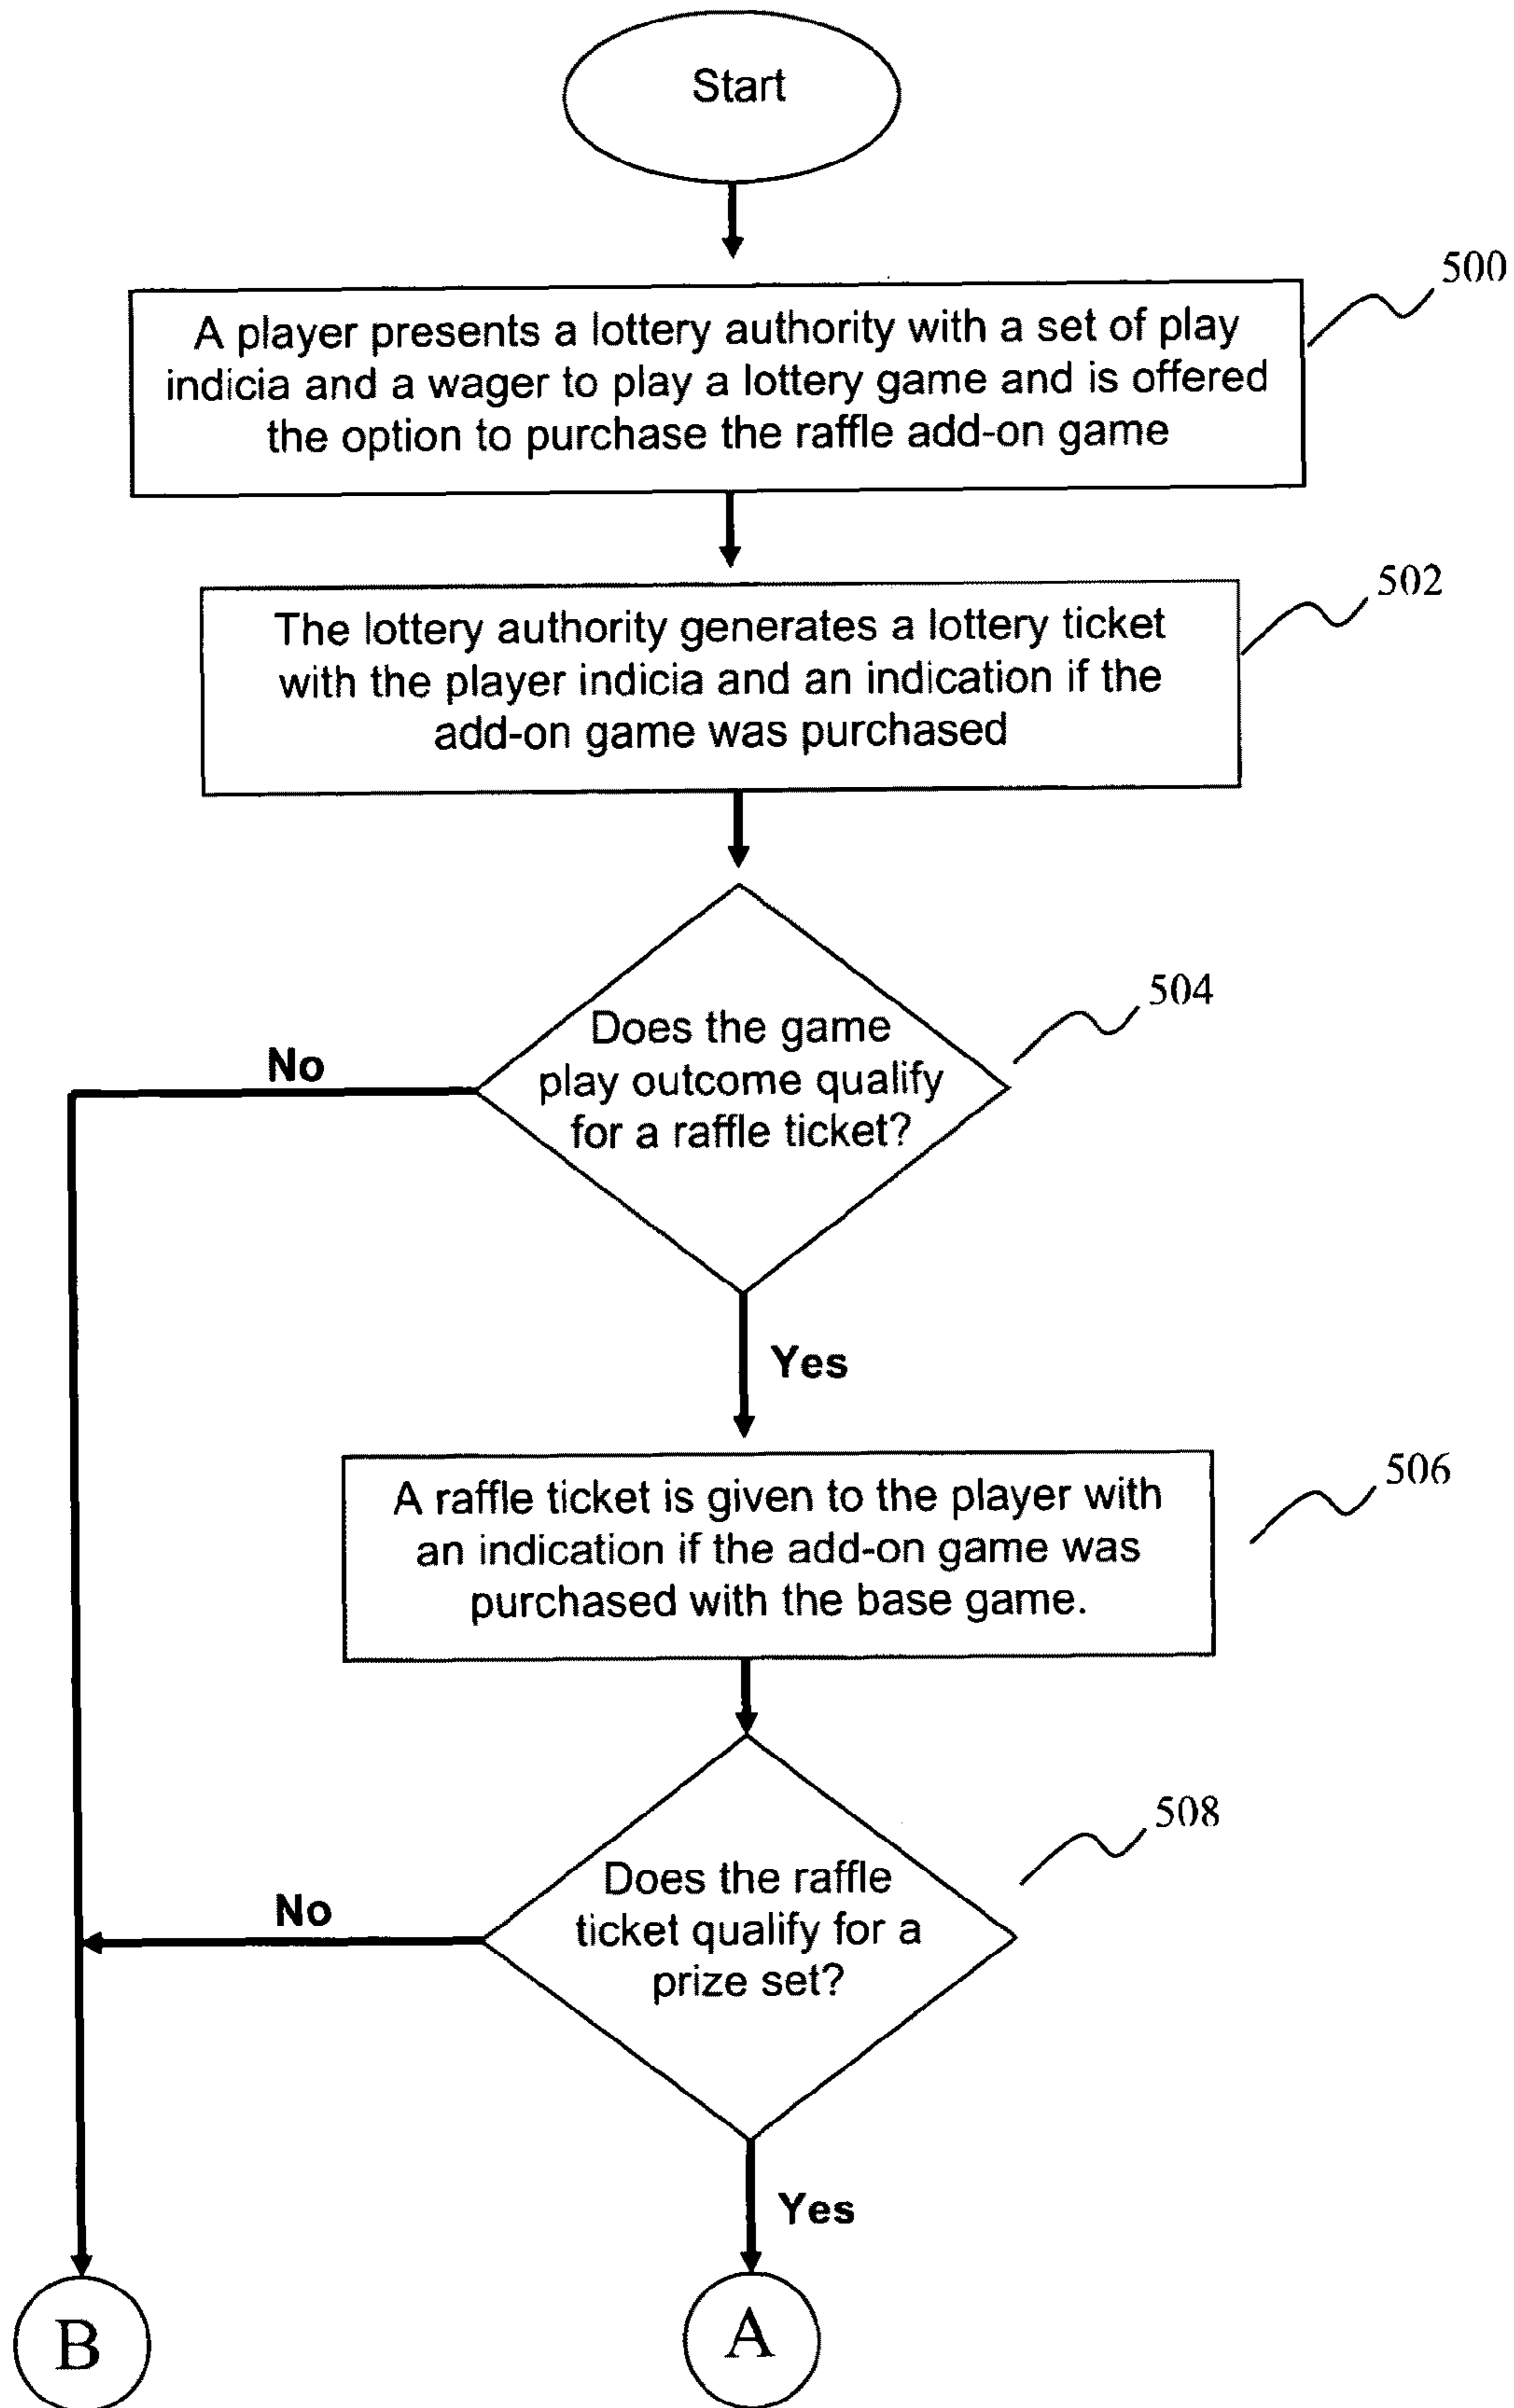 Start
500
A player presents a lottery authority with a set of play
indicia and a wager to play a lottery game and is offered
the option to purchase the raffle add-on game
502
The lottery authority generates a lottery ticket
with the player indicia and an indication if the
add-on game was purchased
504
Does the game
play outcome qualify
for a raffle ticket?
No
Yes
506
A raffle ticket is given to the player with
an indication if the add-on game was
purchased with the base game.
508
Does the raffle
ticket qualify for a
prize set?
No
Yes
B
A